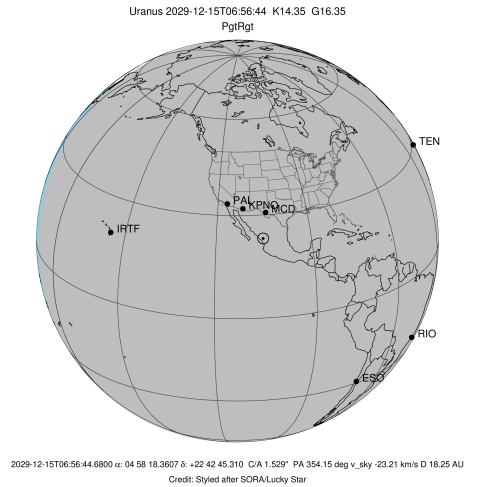 Uranus 2029-12-15T06:56:44 K14.35 G16.35
PgtRgt
TEN
PAL
KPNO
MCD
IRTF
RIO
ESO
2029-12-15T06:56:44.6800 α: 04 58 18.3607 δ: +22 42 45.310 C/A 1.529" PA 354.15 deg v_sky -23.21 km/s D 18.25 AU
Credit: Styled after SORA/Lucky Star